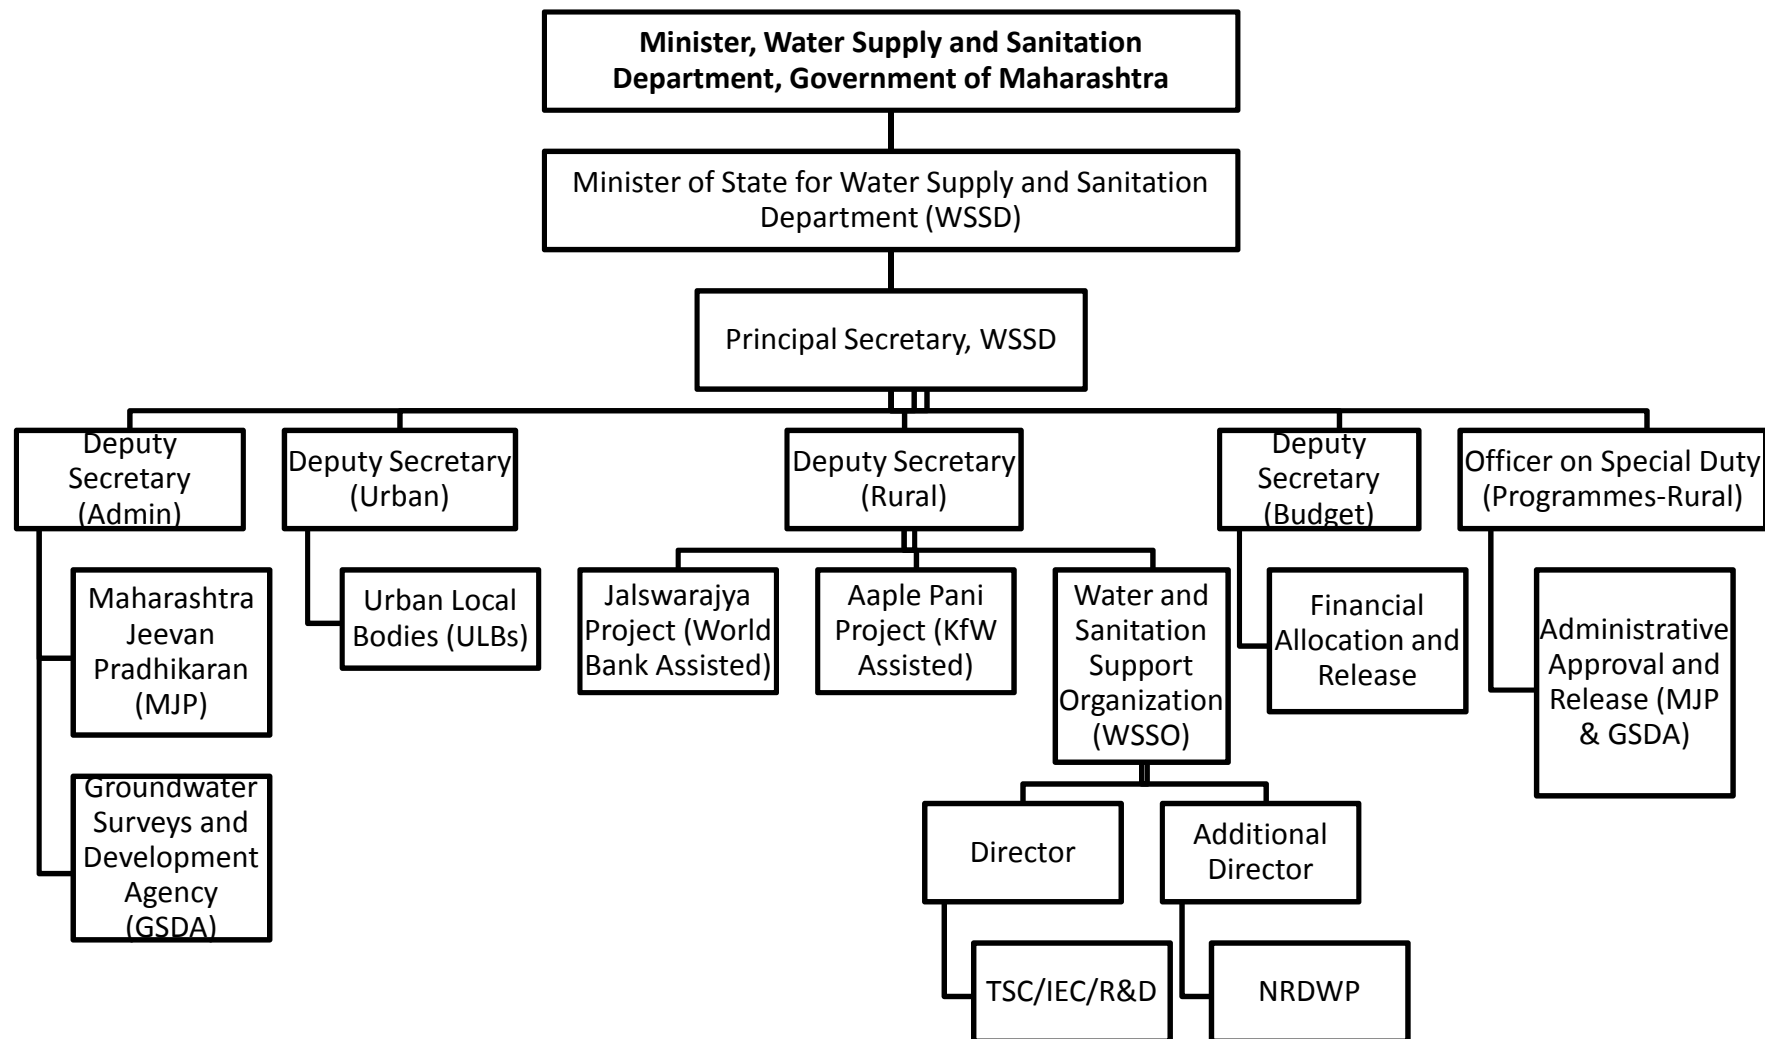 Minister, Water Supply and Sanitation
Department, Government of Maharashtra
Minister of State for Water Supply and Sanitation
Department (WSSD)
Principal Secretary, WSSD
Deputy
Secretary
(Admin)
Deputy Secretary
(Urban)
Deputy Secretary
(Rural)
Deputy
Secretary
(Budget)
Officer on Special Duty
(Programmes-Rural)
Maharashtra
Jeevan
Pradhikaran
(MJP)
Urban Local
Bodies (ULBs)
Jalswarajya
Project (World
Bank Assisted)
Aaple Pani
Project (KfW
Assisted)
Water and
Sanitation
Support
Organization
(WSSO)
Financial
Allocation and
Release
Administrative
Approval and
Release (MJP
& GSDA)
Groundwater
Surveys and
Development
Agency
(GSDA)
Director
Additional
Director
TSC/IEC/R&D
NRDWP